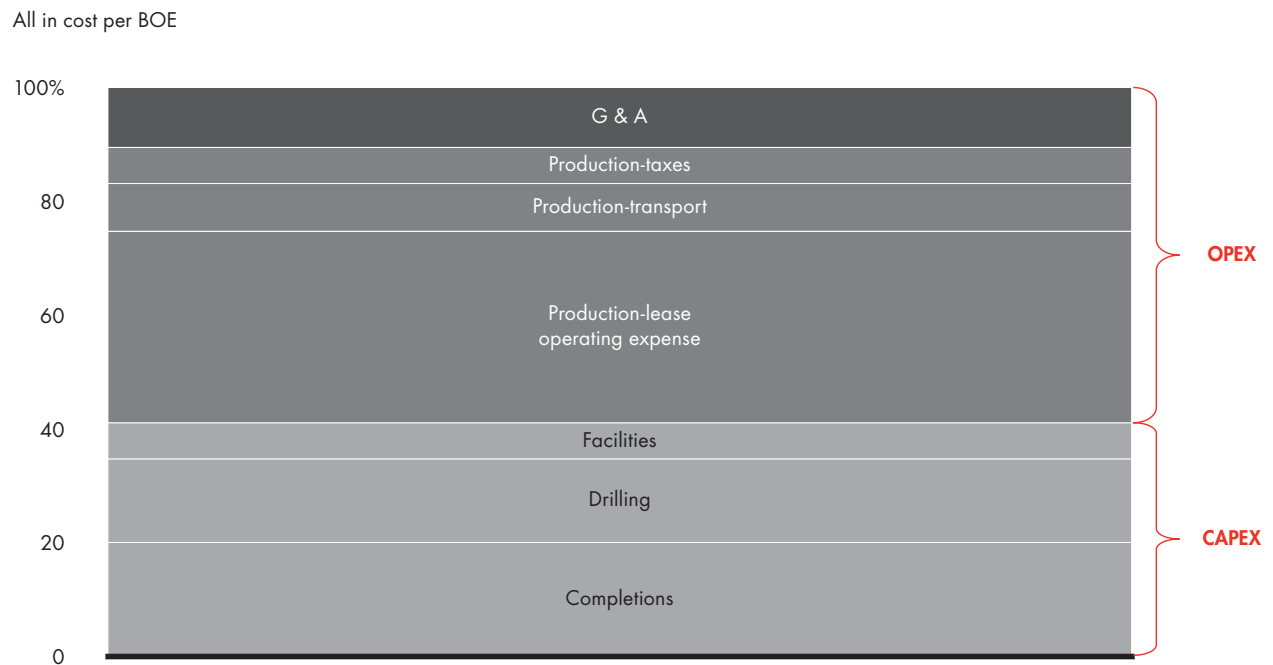 All in cost per BOE
100%
G & A
Production-taxes
80
Production-transport
OPEX
60
Production-lease
operating expense
40
Facilities
Drilling
20
CAPEX
Completions
0